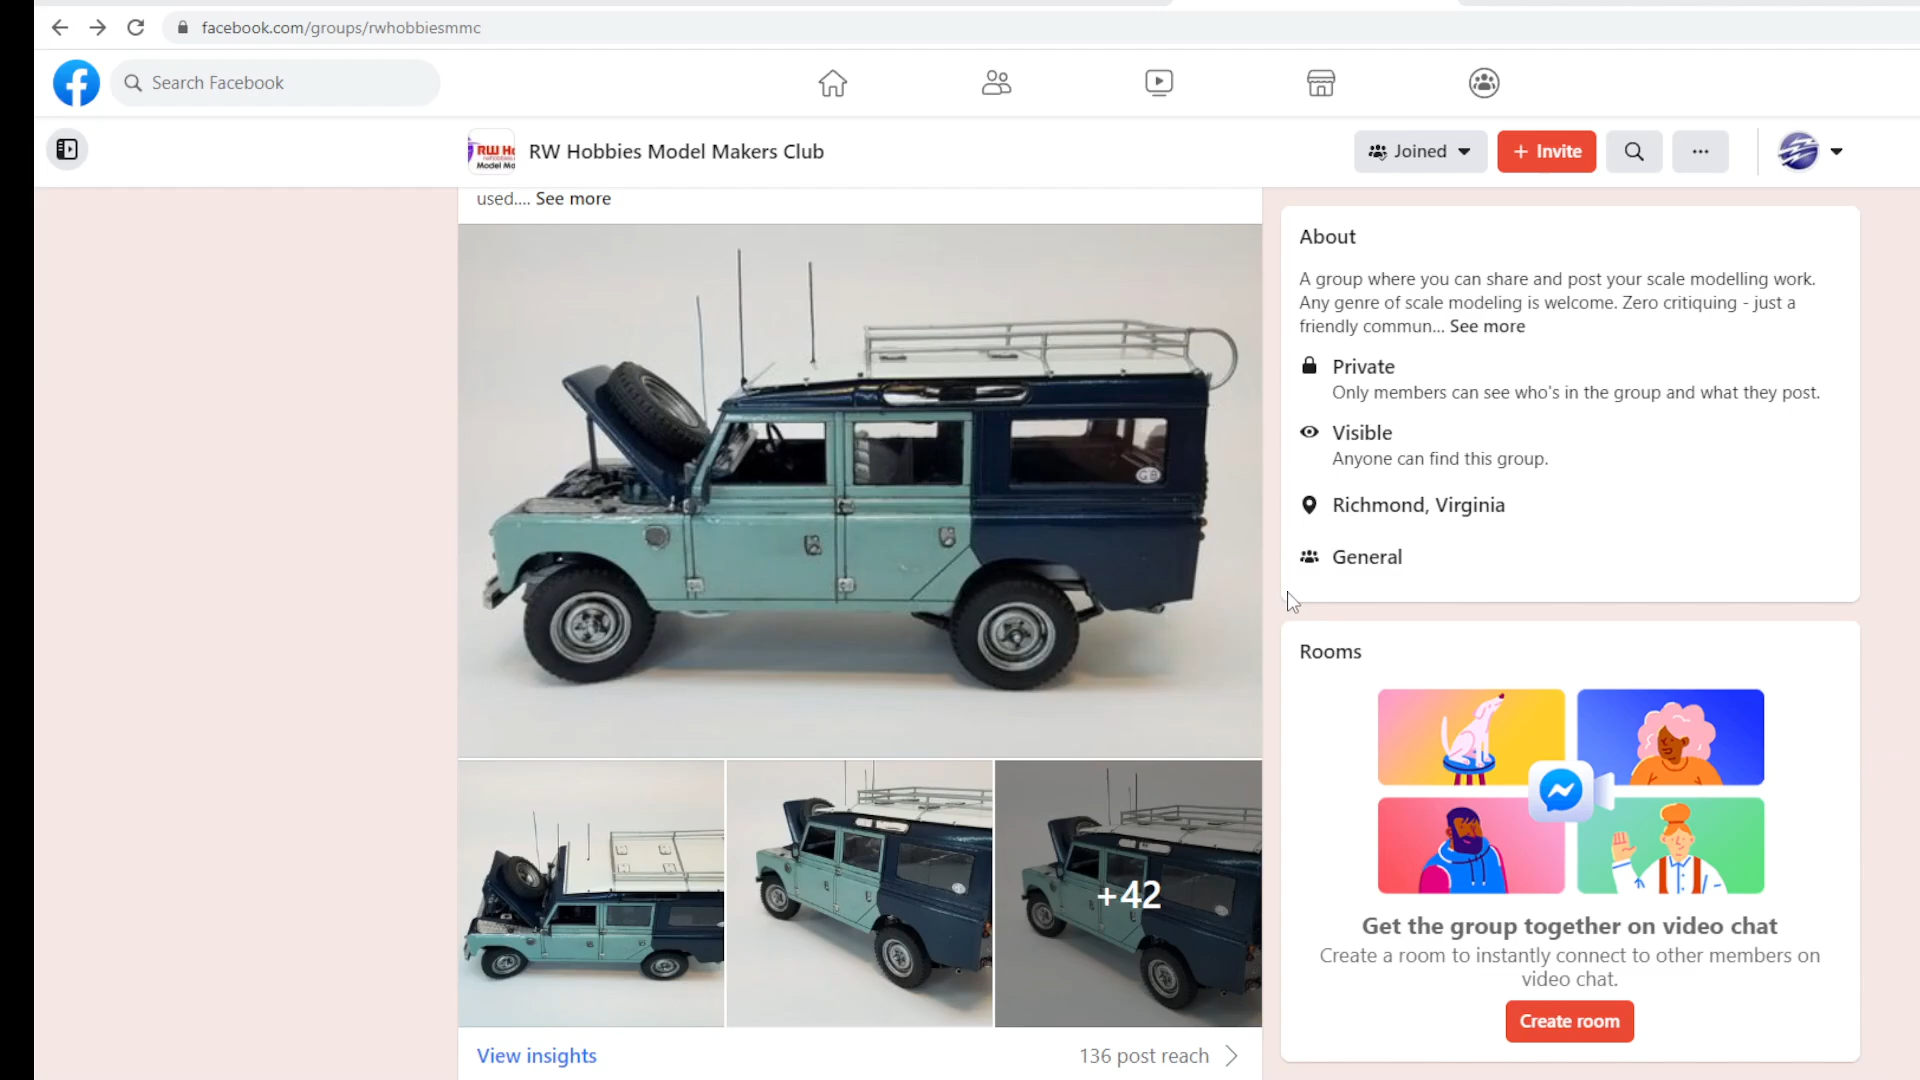 facebook.com/groups/rwhobbiesmmc
Search Facebook
RW Hobbies Model Makers Club
Joined
+ Invite
used.... See more
GB
+42
View insights
136 post reach
About
A group where you can share and post your scale modelling work.
Any genre of scale modeling is welcome. Zero critiquing - just a
friendly commun... See more
Private
Only members can see who's in the group and what they post.
Visible
Anyone can find this group.
Richmond, Virginia
General
Rooms
Get the group together on video chat
Create a room to instantly connect to other members on
video chat.
Create room